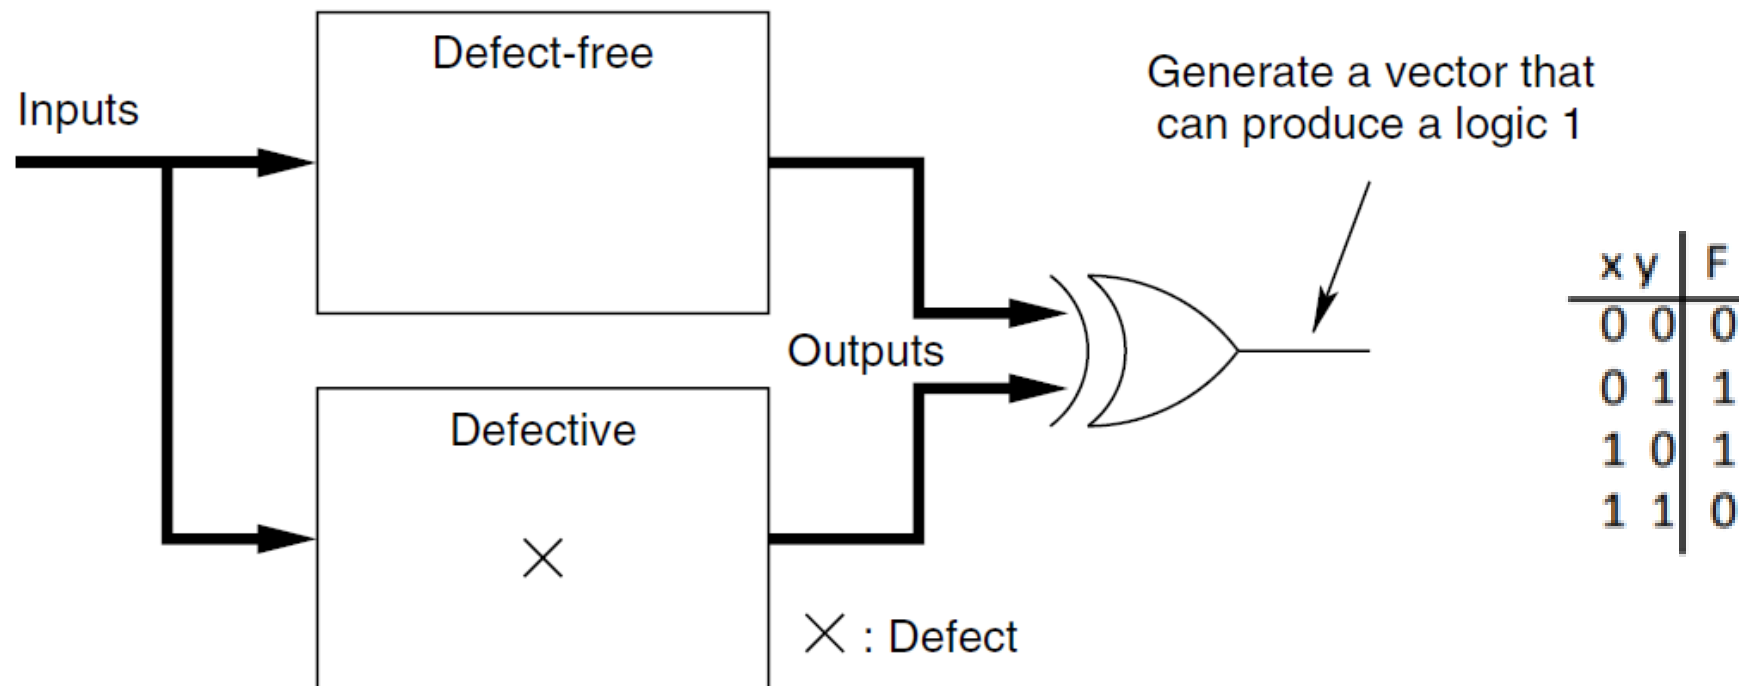 Defect-free
Inputs
Generate a vector that
can produce a logic 1
Outputs
Defective
× : Defect
x y F
0 0 0
0 1 1
1 0 1
1 1 0